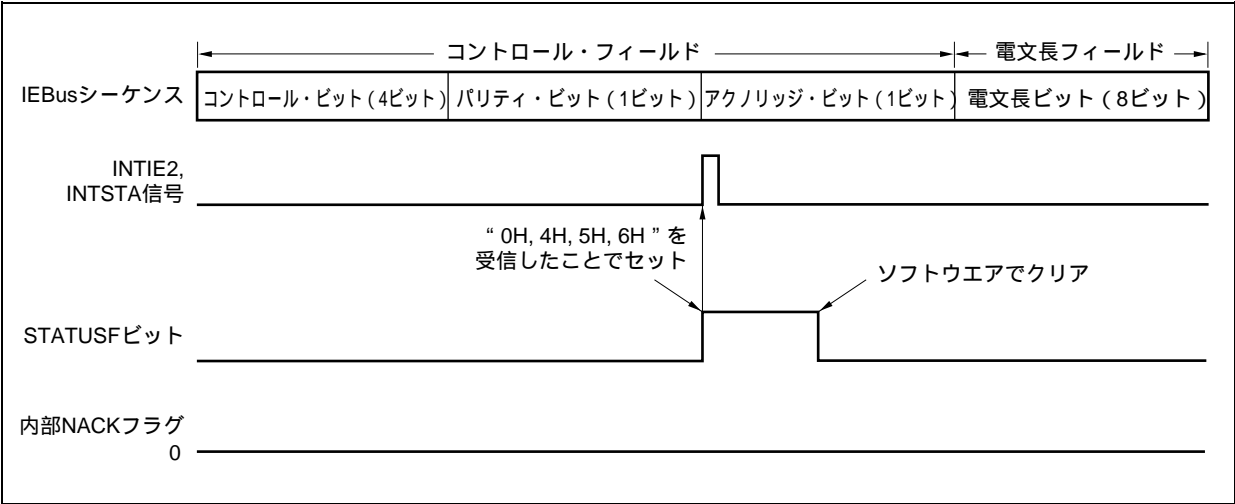 コントロール・フィールド 電文長フィールド
IEBusシーケンス コントロール・ビット(4ビット) パリティ・ビット(1ビット) アクノリッジ・ビット(1ビット) 電文長ビット(8ビット)
INTIE2,
INTSTA信号
“0H, 4H, 5H, 6H”を
受信したことでセット
ソフトウエアでクリア
STATUSFビット
内部NACKフラグ
0